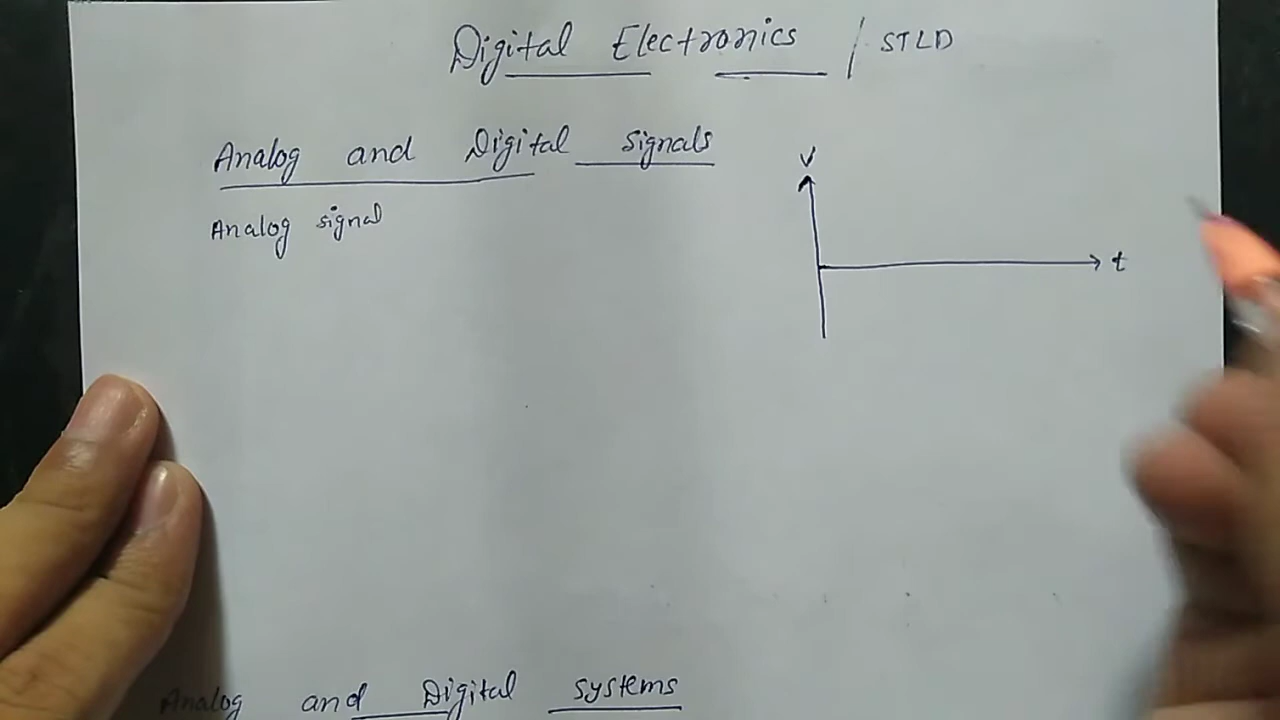 Digital Electronics / STLD
Analog and Digital signals
Analog signal
V
t
Analog and Digital systems